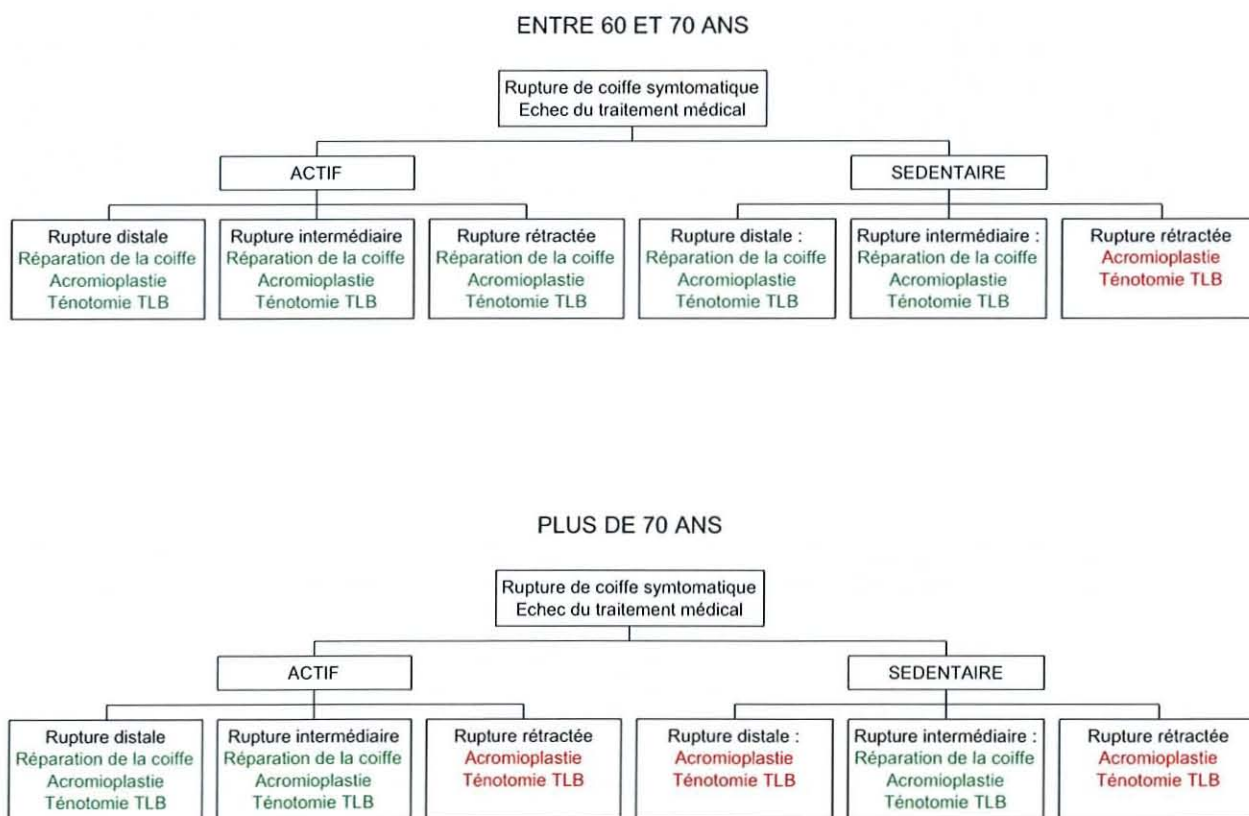 ENTRE 60 ET 70 ANS
Rupture de coiffe symtomatique
Echec du traitement médical
ACTIF
SEDENTAIRE
Rupture distale
Réparation de la coiffe
Acromioplastie
Ténotomie TLB
Rupture intermédiaire
Réparation de la coiffe
Acromioplastie
Ténotomie TLB
Rupture rétractée
Réparation de la coiffe
Acromioplastie
Ténotomie TLB
Rupture distale :
Réparation de la coiffe
Acromioplastie
Ténotomie TLB
Rupture intermédiaire :
Réparation de la coiffe
Acromioplastie
Ténotomie TLB
Rupture rétractée
Acromioplastie
Ténotomie TLB
PLUS DE 70 ANS
Rupture de coiffe symtomatique
Echec du traitement médical
ACTIF
SEDENTAIRE
Rupture distale
Réparation de la coiffe
Acromioplastie
Ténotomie TLB
Rupture intermédiaire
Réparation de la coiffe
Acromioplastie
Ténotomie TLB
Rupture rétractée
Acromioplastie
Ténotomie TLB
Rupture distale :
Acromioplastie
Ténotomie TLB
Rupture intermédiaire :
Réparation de la coiffe
Acromioplastie
Ténotomie TLB
Rupture rétractée
Acromioplastie
Ténotomie TLB